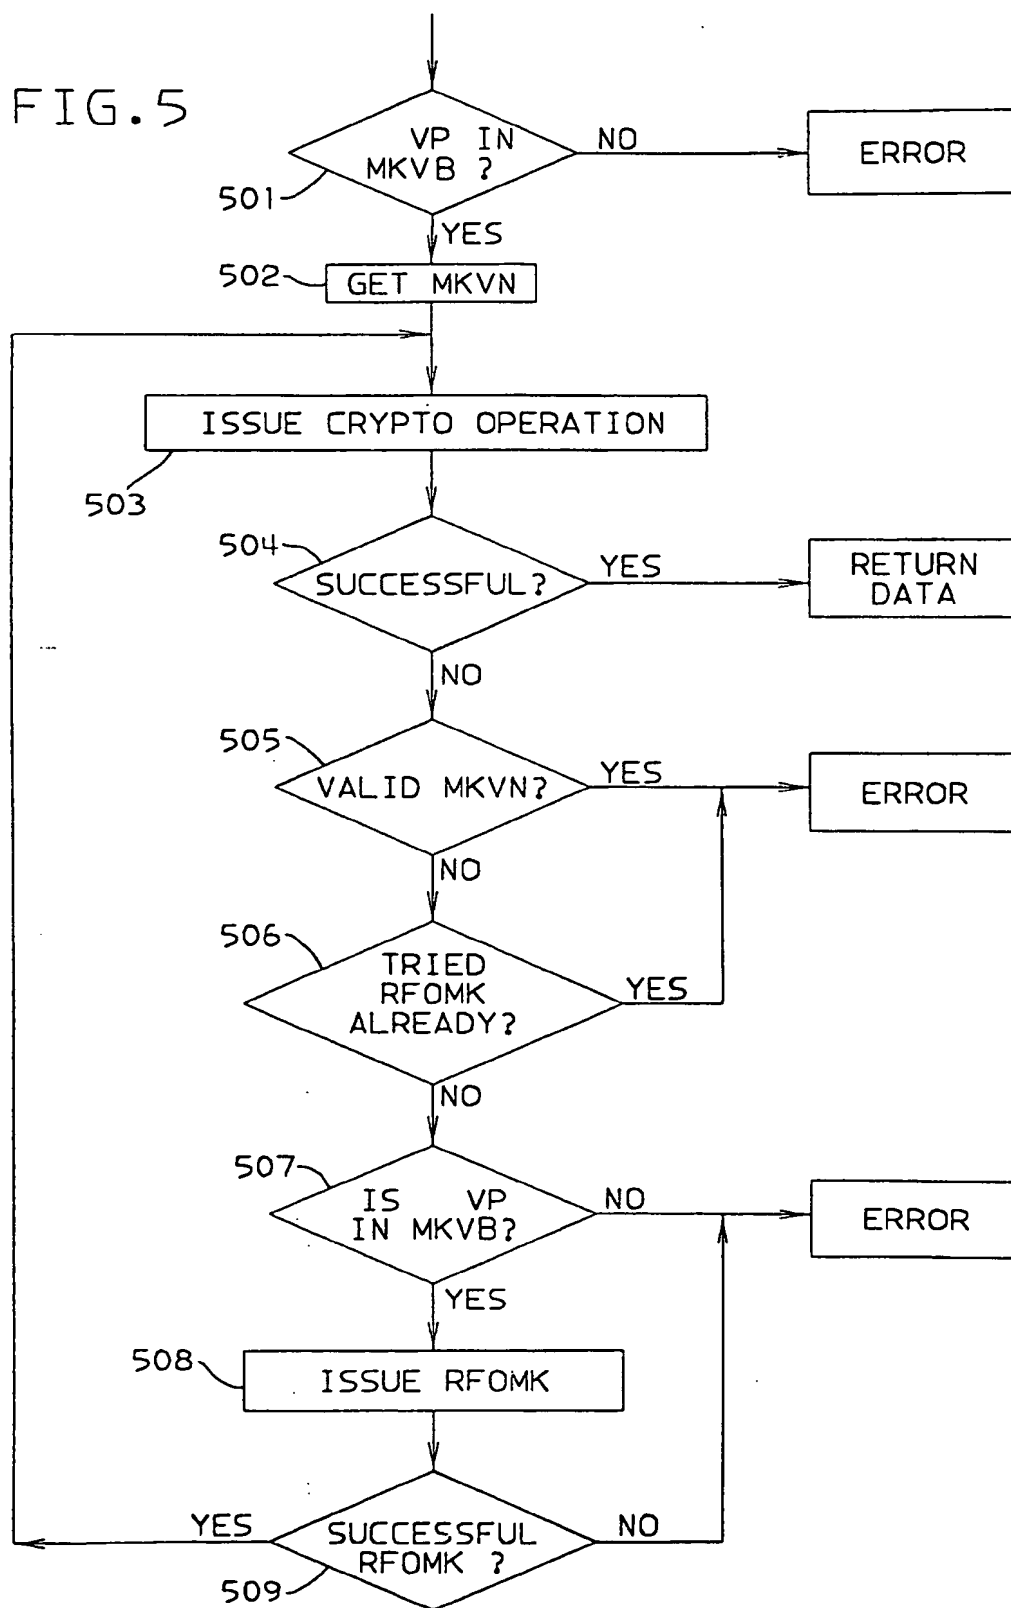 FIG.5
VP IN
MKVB ?
NO
ERROR
501
YES
502
GET MKVN
ISSUE CRYPTO OPERATION
503
504
SUCCESSFUL?
YES
RETURN
DATA
NO
505
VALID MKVN?
YES
ERROR
NO
506
TRIED
RFOMK
ALREADY?
YES
NO
507
IS VP
IN MKVB?
NO
ERROR
YES
508
ISSUE RFOMK
YES
SUCCESSFUL
RFOMK ?
NO
509